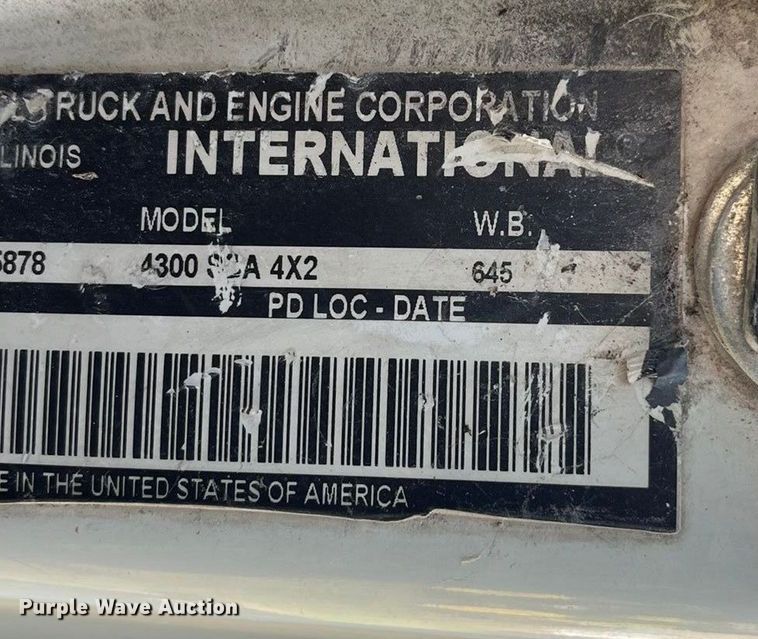 TRUCK AND ENGINE CORPORATION
LINOIS INTERNATIONAL
MODEL W.B.
5878 4300 SBA 4X2 645
PD LOC - DATE
E IN THE UNITED STATES OF AMERICA
Purple Wave Auction